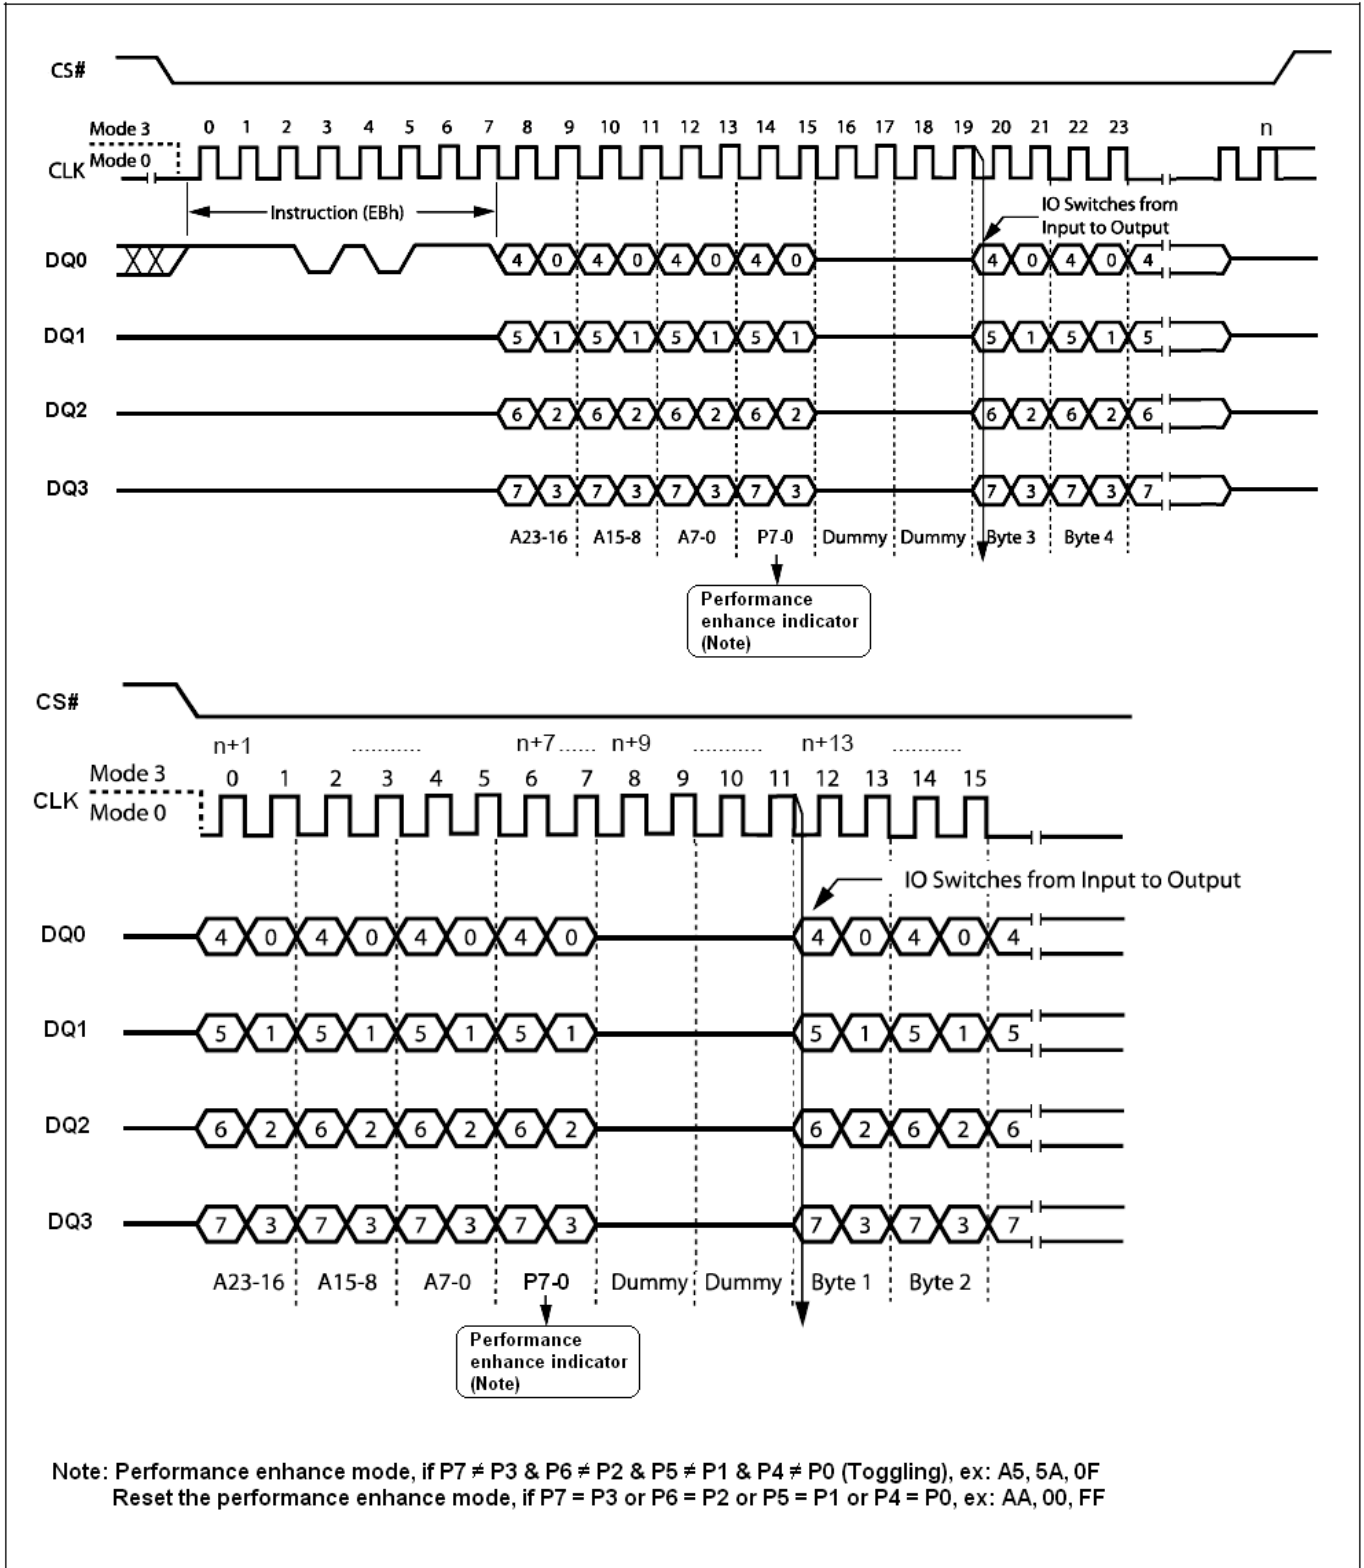 CS#
Mode 3
0 1 2 3 4 5 6 7 8 9 10 11 12 13 14 15 16 17 18 19 20 21 22 23 n
CLK Mode 0
Instruction (EBh)
IO Switches from
Input to Output
DQ0 4 0 4 0 4 0 4 0 4 0 4 0 4
DQ1 5 1 5 1 5 1 5 1 5 1 5 1 5
DQ2 6 2 6 2 6 2 6 2 6 2 6 2 6
DQ3 7 3 7 3 7 3 7 3 7 3 7 3 7
A23-16 A15-8 A7-0 P7-0 Dummy Dummy Byte 3 Byte 4
Performance
enhance indicator
(Note)
CS#
n+1 ........... n+7 ...... n+9 ........... n+13 ...........
Mode 3 0 1 2 3 4 5 6 7 8 9 10 11 12 13 14 15
CLK Mode 0
IO Switches from Input to Output
DQ0 4 0 4 0 4 0 4 0 4 0 4 0 4
DQ1 5 1 5 1 5 1 5 1 5 1 5 1 5
DQ2 6 2 6 2 6 2 6 2 6 2 6 2 6
DQ3 7 3 7 3 7 3 7 3 7 3 7 3 7
A23-16 A15-8 A7-0 P7-0 Dummy Dummy Byte 1 Byte 2
Performance
enhance indicator
(Note)
Note: Performance enhance mode, if P7 ≠ P3 & P6 ≠ P2 & P5 ≠ P1 & P4 ≠ P0 (Toggling), ex: A5, 5A, 0F
Reset the performance enhance mode, if P7 = P3 or P6 = P2 or P5 = P1 or P4 = P0, ex: AA, 00, FF